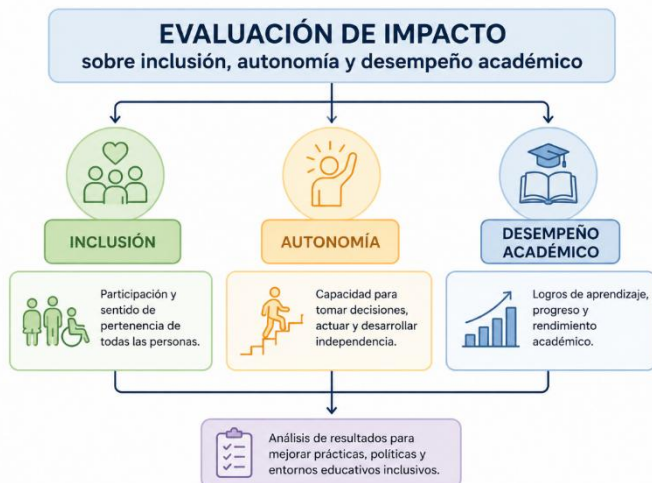 EVALUACIÓN DE IMPACTO
sobre inclusión, autonomía y desempeño académico
INCLUSIÓN
Participación y
sentido de
pertenencia de
todas las personas.
AUTONOMÍA
Capacidad para
tomar decisiones,
actuar y desarrollar
independencia.
DESEMPEÑO
ACADÉMICO
Logros de aprendizaje,
progreso y
rendimiento
académico.
Análisis de resultados para
mejorar prácticas, políticas y
entornos educativos inclusivos.